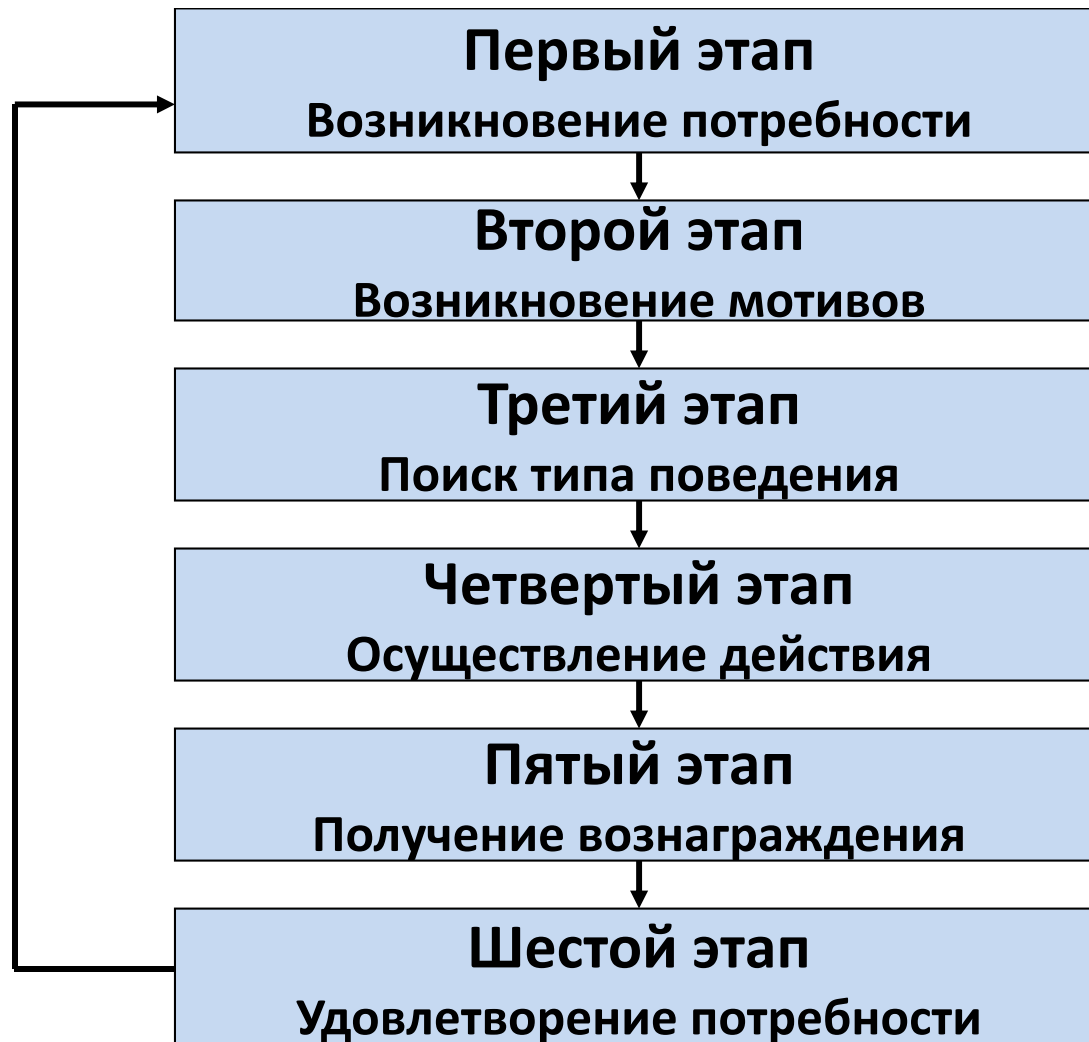 Первый этап
Возникновение потребности
Второй этап
Возникновение мотивов
Третий этап
Поиск типа поведения
Четвертый этап
Осуществление действия
Пятый этап
Получение вознаграждения
Шестой этап
Удовлетворение потребности